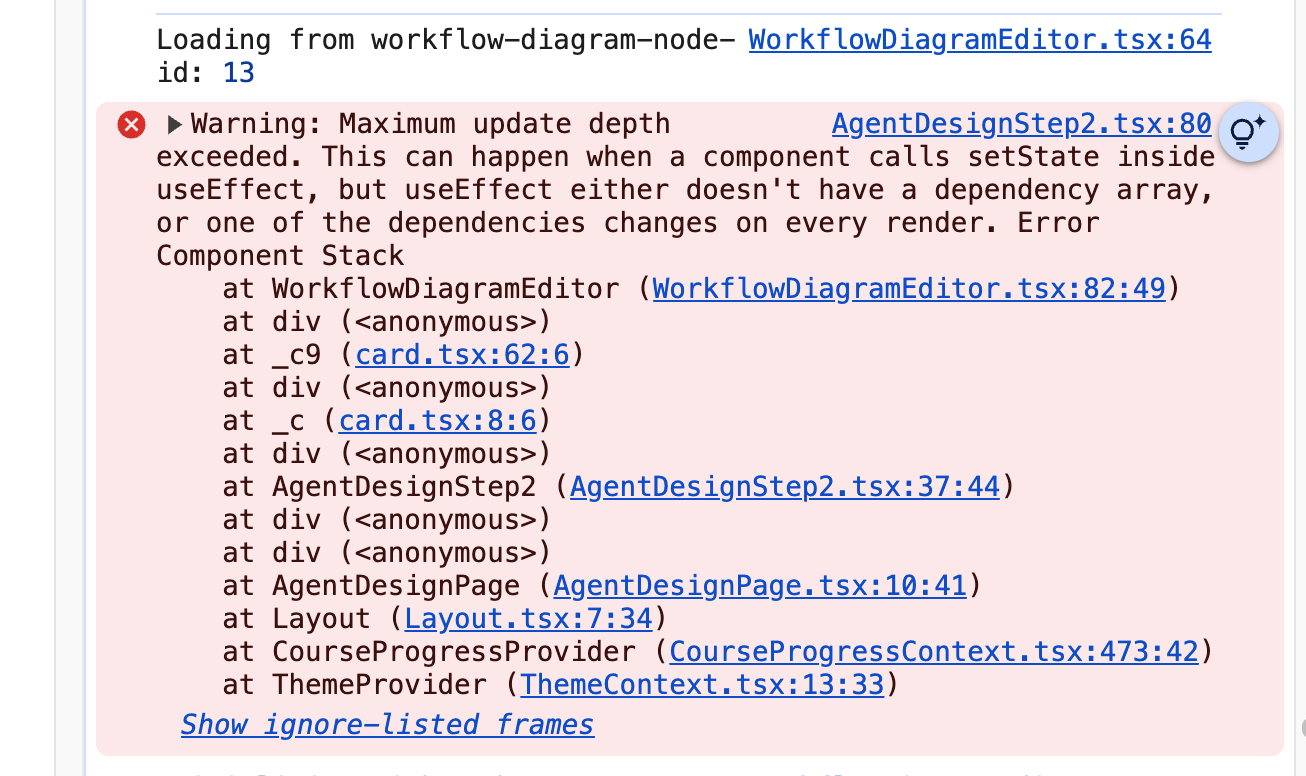 Loading from workflow-diagram-node- WorkflowDiagramEditor.tsx:64
id: 13
Warning: Maximum update depth AgentDesignStep2.tsx:80
exceeded. This can happen when a component calls setState inside
useEffect, but useEffect either doesn't have a dependency array,
or one of the dependencies changes on every render. Error
Component Stack
at WorkflowDiagramEditor (WorkflowDiagramEditor.tsx:82:49)
at div (<anonymous>)
at _c9 (card.tsx:62:6)
at div (<anonymous>)
at _c (card.tsx:8:6)
at div (<anonymous>)
at AgentDesignStep2 (AgentDesignStep2.tsx:37:44)
at div (<anonymous>)
at div (<anonymous>)
at AgentDesignPage (AgentDesignPage.tsx:10:41)
at Layout (Layout.tsx:7:34)
at CourseProgressProvider (CourseProgressContext.tsx:473:42)
at ThemeProvider (ThemeContext.tsx:13:33)
Show ignore-listed frames